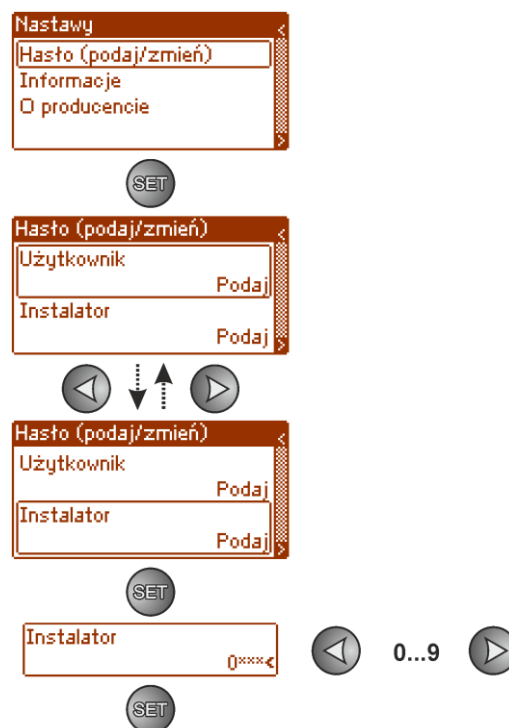 Nastawy
Hasło (podaj/zmień)
Informacje
O producencie
SET
Hasło (podaj/zmień)
Użytkownik
Podaj
Instalator
Podaj
Hasło (podaj/zmień)
Użytkownik
Podaj
Instalator
Podaj
SET
Instalator
0***
0...9
SET